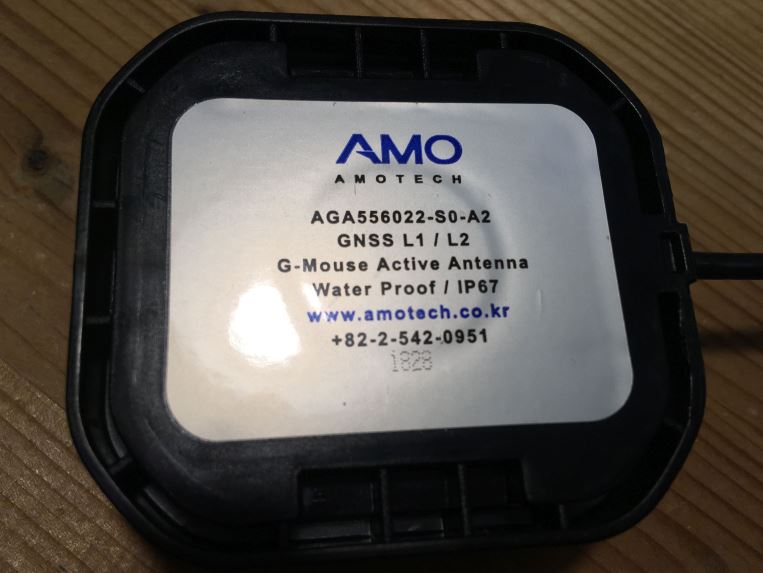 AMO
AMOTECH
AGA556022-S0-A2
GNSS L1 / L2
G-Mouse Active Antenna
Water Proof / IP67
www.amotech.co.kr
+82-2-542-0951
1828